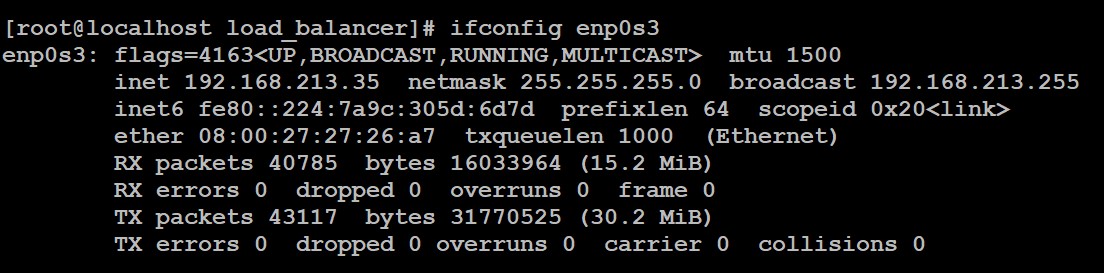 [root@localhost load_balancer]# ifconfig enp0s3
enp0s3: flags=4163<UP,BROADCAST,RUNNING,MULTICAST>  mtu 1500
        inet 192.168.213.35  netmask 255.255.255.0  broadcast 192.168.213.255
        inet6 fe80::224:7a9c:305d:6d7d  prefixlen 64  scopeid 0x20<link>
        ether 08:00:27:27:26:a7  txqueuelen 1000  (Ethernet)
        RX packets 40785  bytes 16033964 (15.2 MiB)
        RX errors 0  dropped 0  overruns 0  frame 0
        TX packets 43117  bytes 31770525 (30.2 MiB)
        TX errors 0  dropped 0 overruns 0  carrier 0  collisions 0